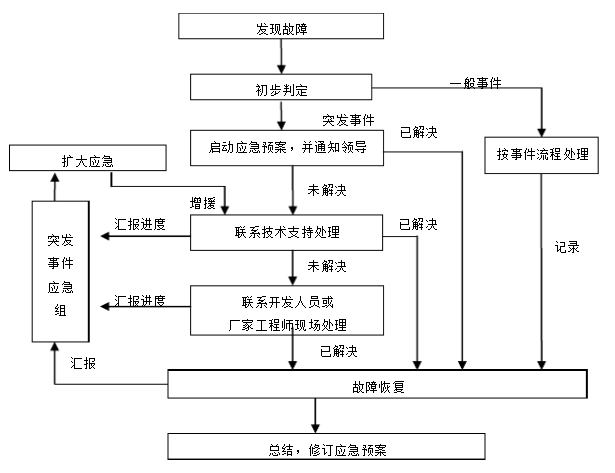 发现故障
初步判定
一般事件
突发事件
已解决
启动应急预案，并通知领导
按事件流程处理
扩大应急
未解决
增援
汇报进度
联系技术支持处理
已解决
记录
突发
事件
应急
组
未解决
汇报进度
联系开发人员或
厂家工程师现场处理
已解决
汇报
故障恢复
总结，修订应急预案